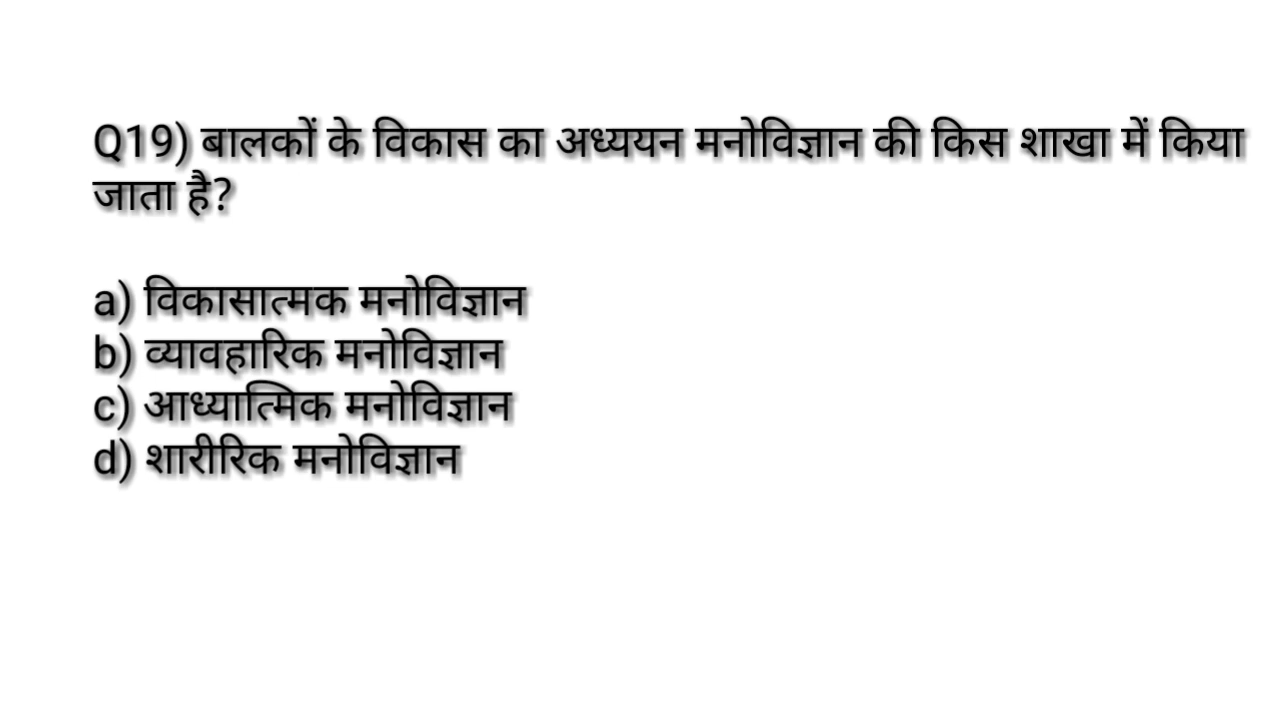 Q19) बालकों के विकास का अध्ययन मनोविज्ञान की किस शाखा में किया
जाता है?
a) विकासात्मक मनोविज्ञान
b) व्यावहारिक मनोविज्ञान
c) आध्यात्मिक मनोविज्ञान
d) शारीरिक मनोविज्ञान